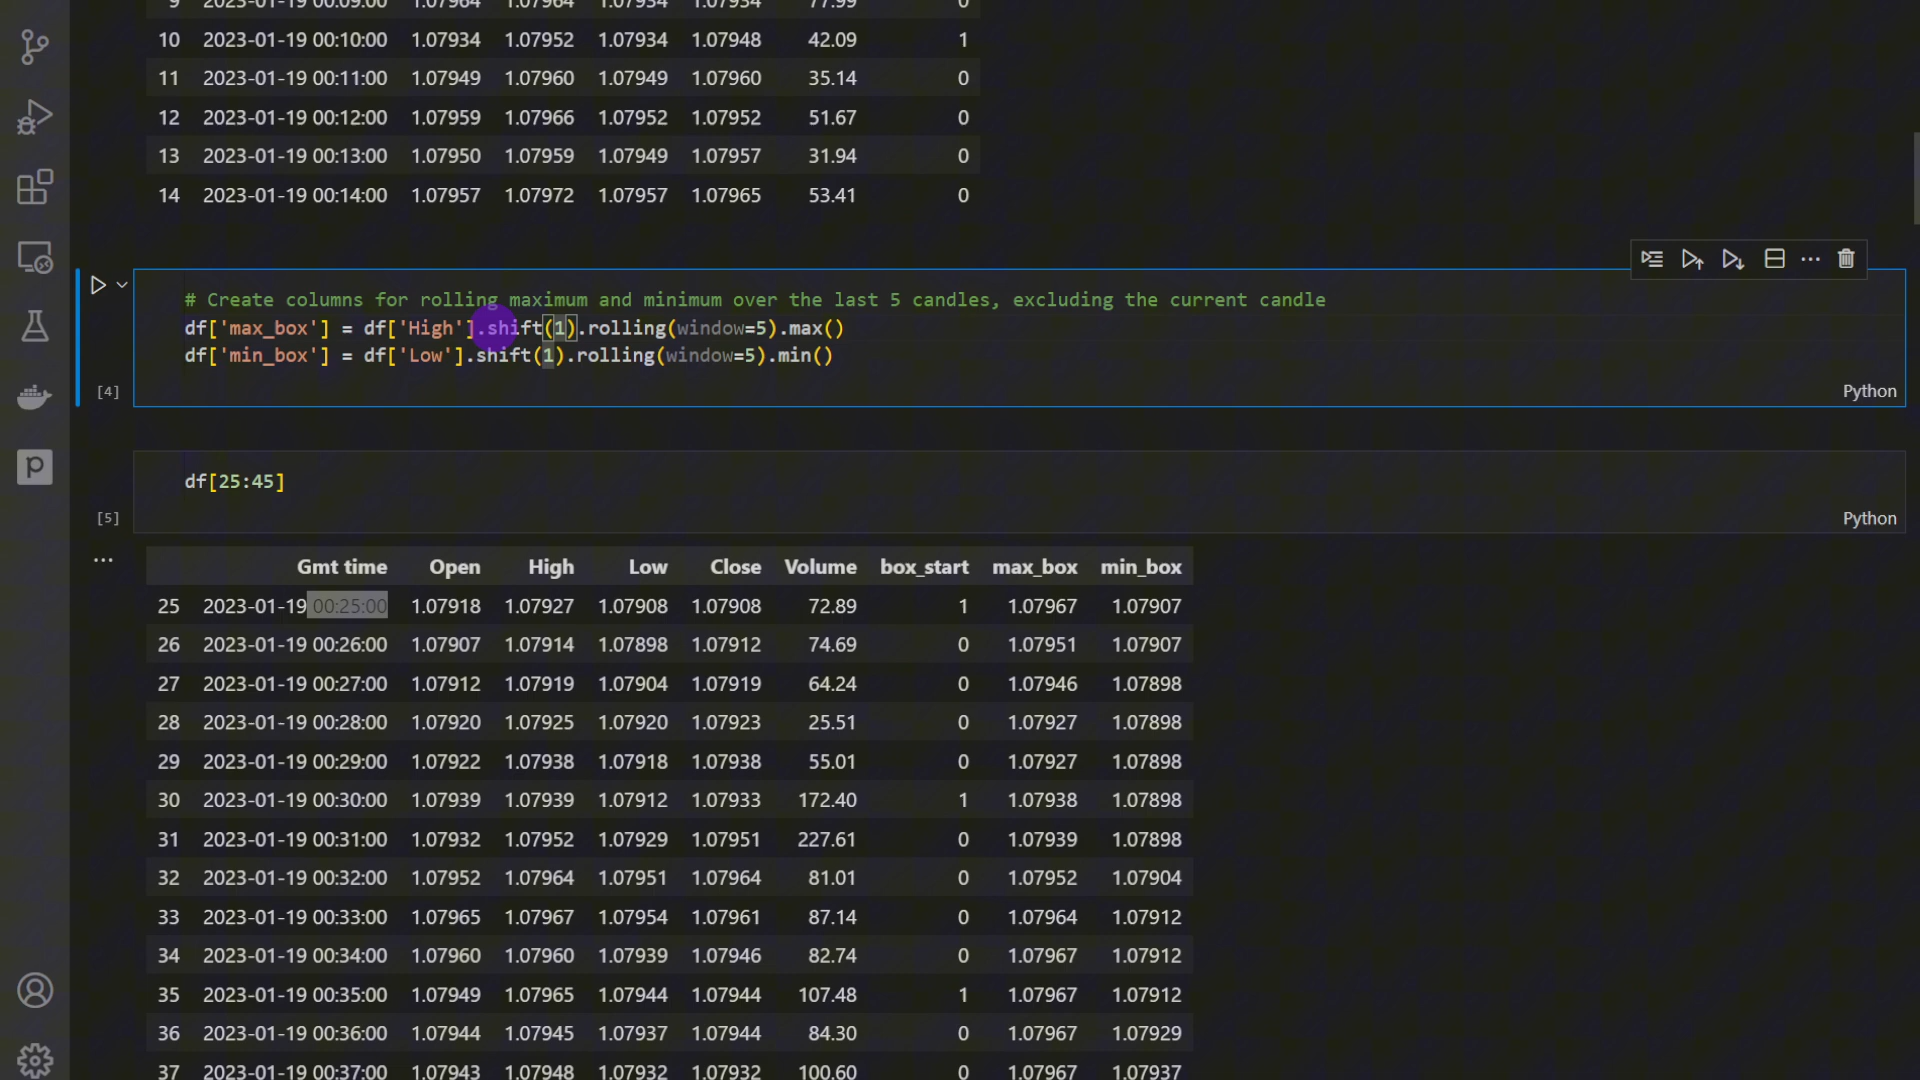 9 2023-01-19 00:09:00 1.07964 1.07964 1.07934 1.07934 77.99 0
10 2023-01-19 00:10:00 1.07934 1.07952 1.07934 1.07948 42.09 1
11 2023-01-19 00:11:00 1.07949 1.07960 1.07949 1.07960 35.14 0
12 2023-01-19 00:12:00 1.07959 1.07966 1.07952 1.07952 51.67 0
13 2023-01-19 00:13:00 1.07950 1.07959 1.07949 1.07957 31.94 0
14 2023-01-19 00:14:00 1.07957 1.07972 1.07957 1.07965 53.41 0
# Create columns for rolling maximum and minimum over the last 5 candles, excluding the current candle
df['max_box'] = df['High'].shift(1).rolling(window=5).max()
df['min_box'] = df['Low'].shift(1).rolling(window=5).min()
[4] Python
df[25:45]
[5] Python
Gmt time Open High Low Close Volume box_start max_box min_box
25 2023-01-19 00:25:00 1.07918 1.07927 1.07908 1.07908 72.89 1 1.07967 1.07907
26 2023-01-19 00:26:00 1.07907 1.07914 1.07898 1.07912 74.69 0 1.07951 1.07907
27 2023-01-19 00:27:00 1.07912 1.07919 1.07904 1.07919 64.24 0 1.07946 1.07898
28 2023-01-19 00:28:00 1.07920 1.07925 1.07920 1.07923 25.51 0 1.07927 1.07898
29 2023-01-19 00:29:00 1.07922 1.07938 1.07918 1.07938 55.01 0 1.07927 1.07898
30 2023-01-19 00:30:00 1.07939 1.07939 1.07912 1.07933 172.40 1 1.07938 1.07898
31 2023-01-19 00:31:00 1.07932 1.07952 1.07929 1.07951 227.61 0 1.07939 1.07898
32 2023-01-19 00:32:00 1.07952 1.07964 1.07951 1.07964 81.01 0 1.07952 1.07904
33 2023-01-19 00:33:00 1.07965 1.07967 1.07954 1.07961 87.14 0 1.07964 1.07912
34 2023-01-19 00:34:00 1.07960 1.07960 1.07939 1.07946 82.74 0 1.07967 1.07912
35 2023-01-19 00:35:00 1.07949 1.07965 1.07944 1.07944 107.48 1 1.07967 1.07912
36 2023-01-19 00:36:00 1.07944 1.07945 1.07937 1.07944 84.30 0 1.07967 1.07929
37 2023-01-19 00:37:00 1.07943 1.07948 1.07932 1.07932 100.60 0 1.07967 1.07937